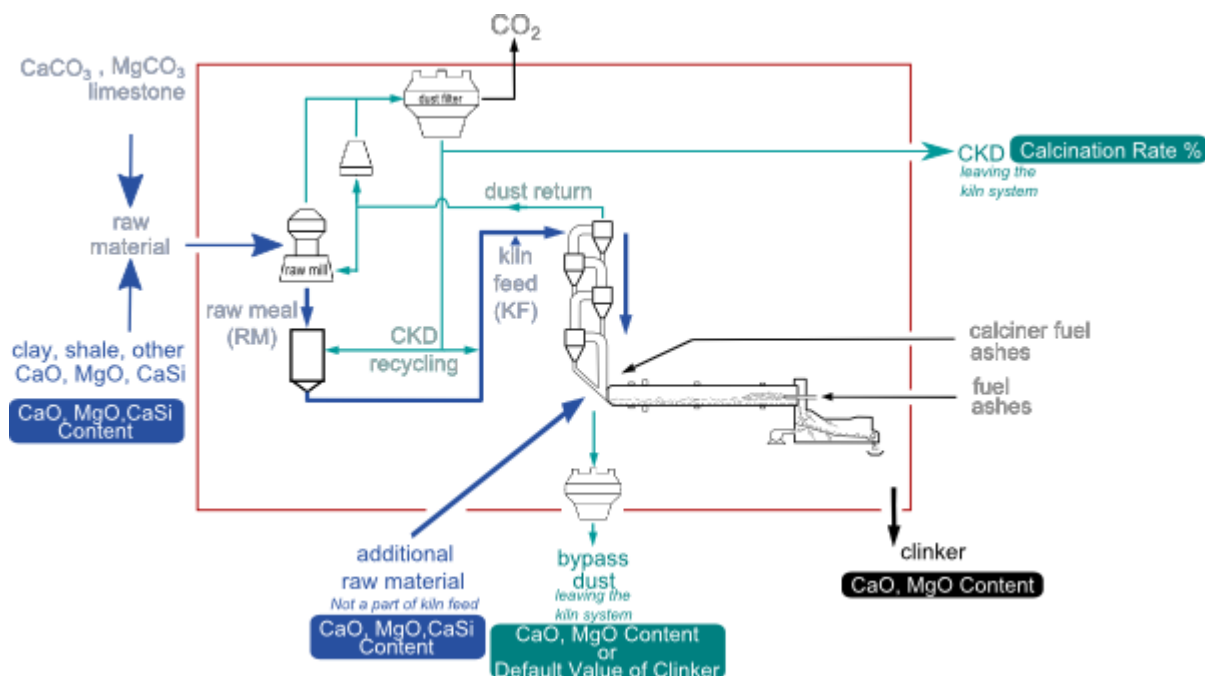 CO₂
CaCO₃ , MgCO₃
limestone
dust filter
CKD
Calcination Rate %
leaving the
kiln system
dust return
raw
material
raw mill
kiln
feed
(KF)
raw meal
(RM)
CKD
recycling
clay, shale, other
CaO, MgO, CaSi
CaO, MgO,CaSi
Content
calciner fuel
ashes
fuel
ashes
additional
raw material
Not a part of kiln feed
CaO, MgO,CaSi
Content
bypass
dust
leaving the
kiln system
CaO, MgO Content
or
Default Value of Clinker
clinker
CaO, MgO Content